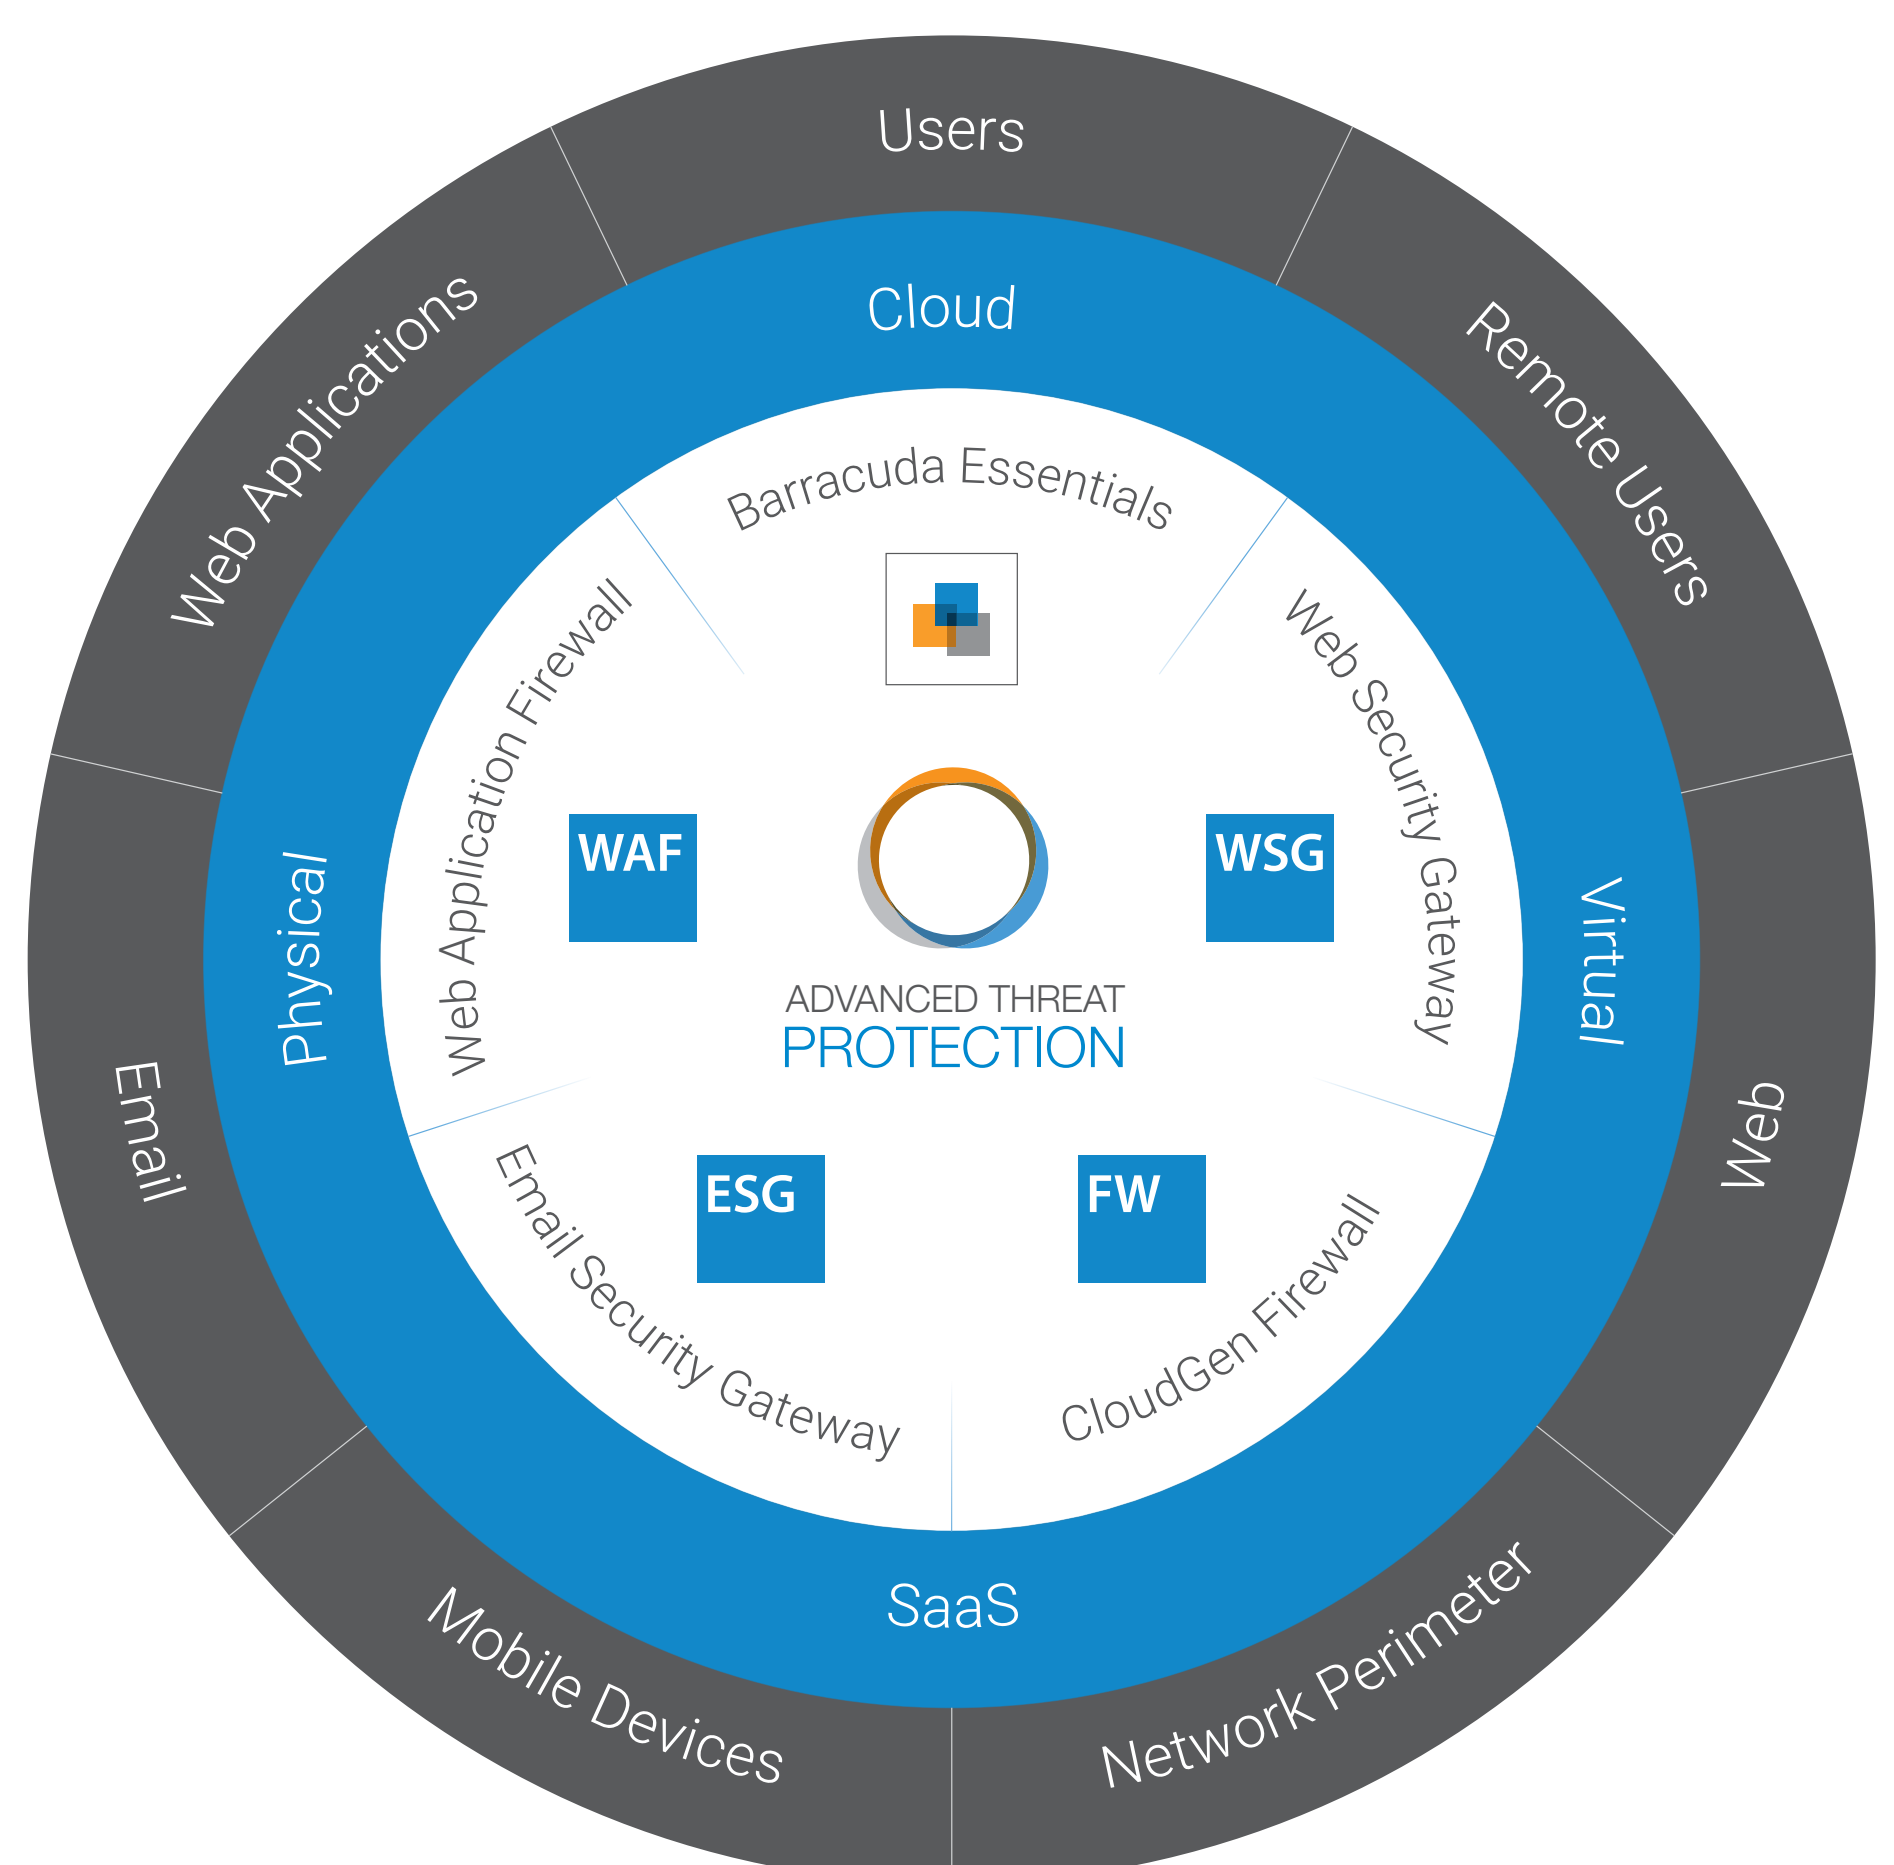 Users
Remote Users
Web
Network Perimeter
Mobile Devices
Email
Web Applications
Cloud
Virtual
SaaS
Physical
Barracuda Essentials
Web Security Gateway
WSG
CloudGen Firewall
FW
Email Security Gateway
ESG
Web Application Firewall
WAF
ADVANCED THREAT
PROTECTION